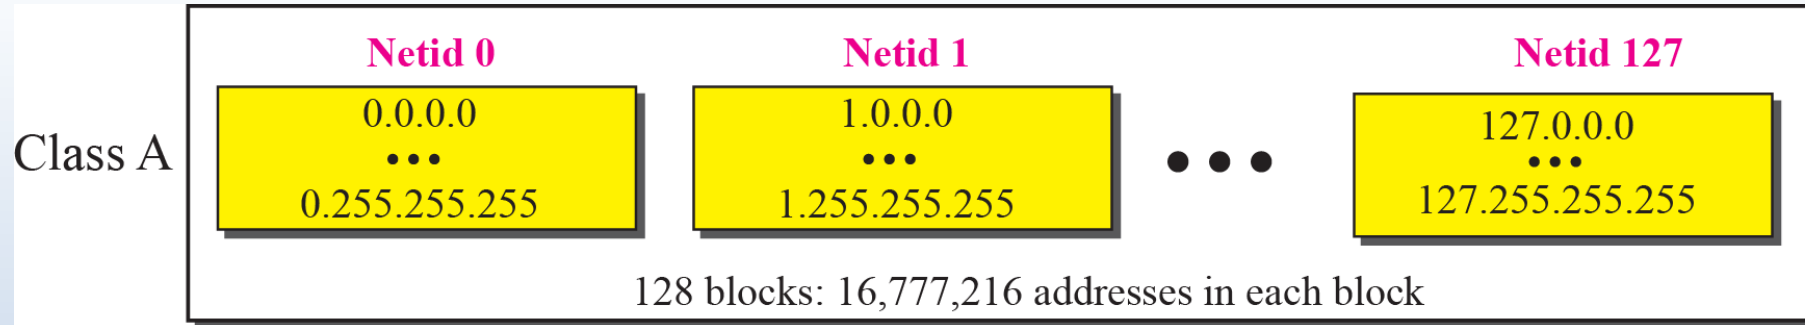 Class A
Netid 0
0.0.0.0
•••
0.255.255.255
Netid 1
1.0.0.0
•••
1.255.255.255
•••
Netid 127
127.0.0.0
•••
127.255.255.255
128 blocks: 16,777,216 addresses in each block